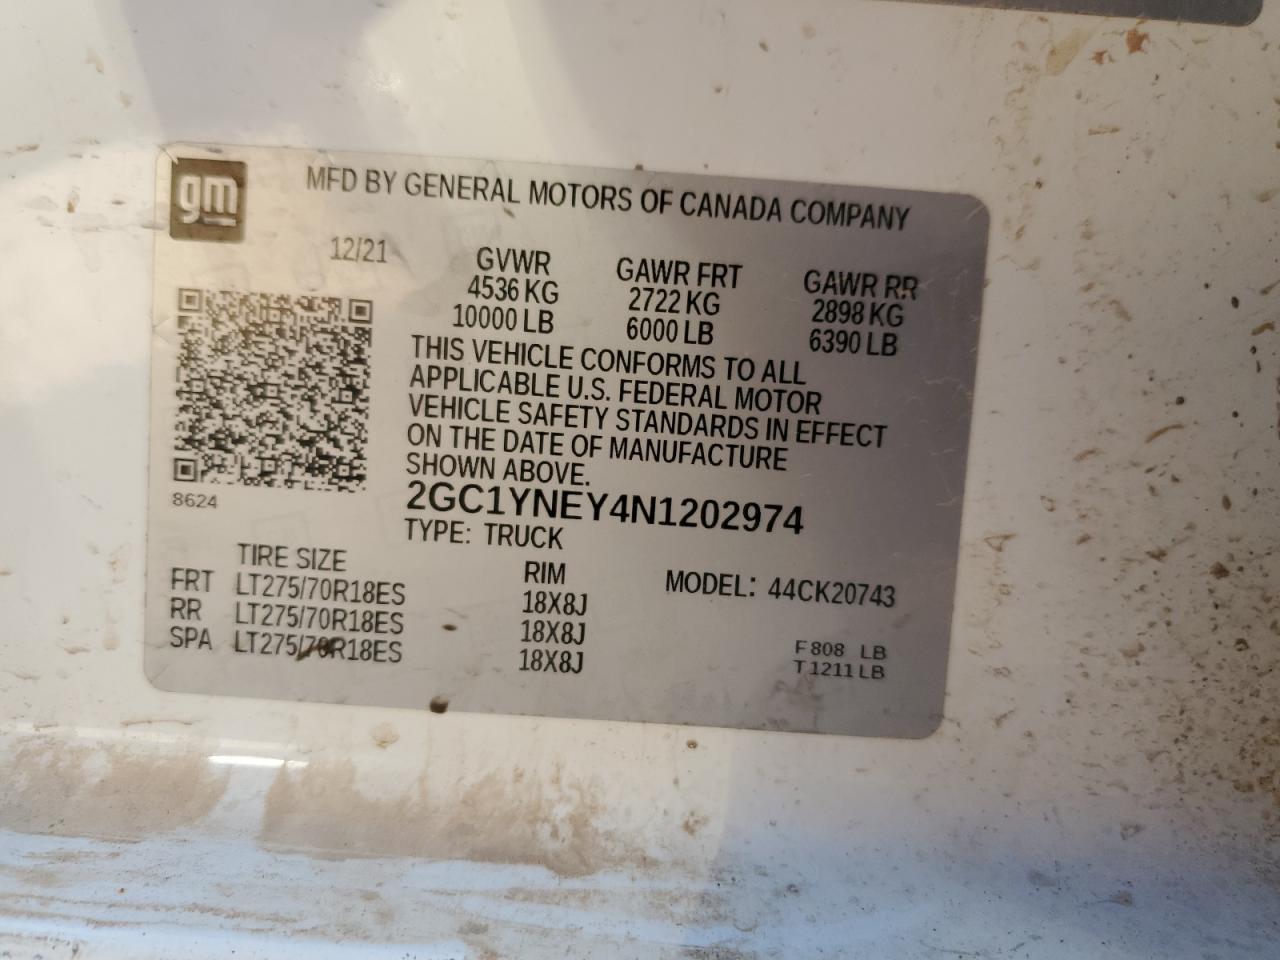 gm
MFD BY GENERAL MOTORS OF CANADA COMPANY
12/21
GVWR GAWR FRT GAWR RR
4536 KG 2722 KG 2898 KG
10000 LB 6000 LB 6390 LB
THIS VEHICLE CONFORMS TO ALL
APPLICABLE U.S. FEDERAL MOTOR
VEHICLE SAFETY STANDARDS IN EFFECT
ON THE DATE OF MANUFACTURE
SHOWN ABOVE.
8624
2GC1YNEY4N1202974
TYPE: TRUCK
TIRE SIZE RIM MODEL: 44CK20743
FRT LT275/70R18ES 18X8J
RR LT275/70R18ES 18X8J
SPA LT275/70R18ES 18X8J
F 808 LB
T 1211 LB